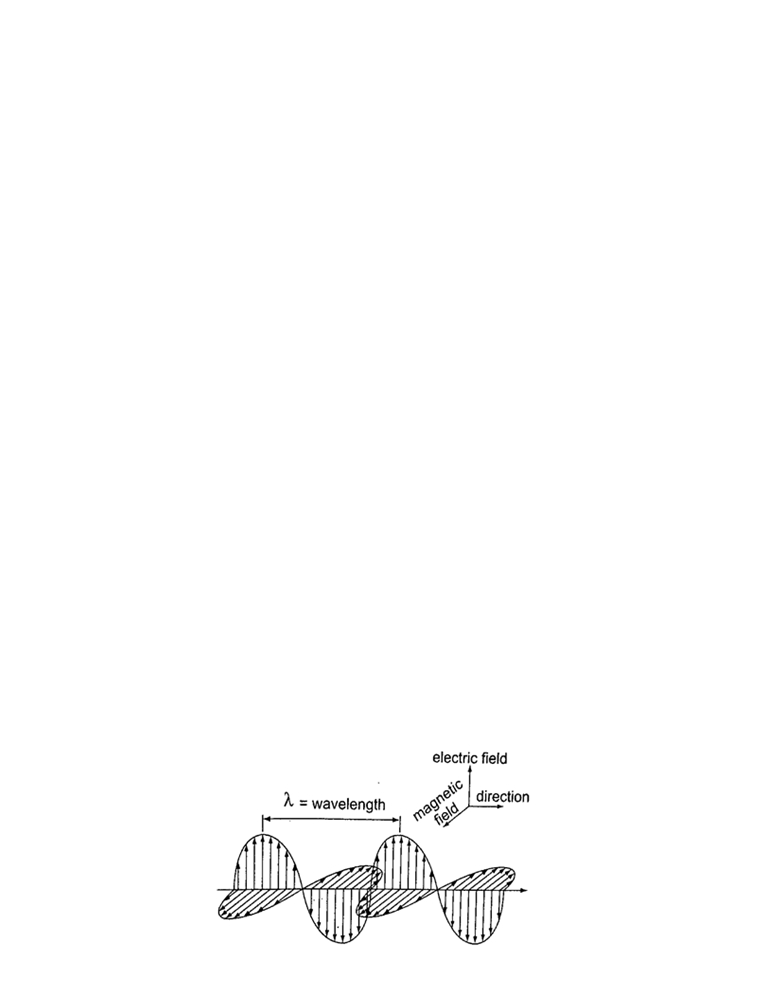 electric field
magnetic
field
direction
λ = wavelength